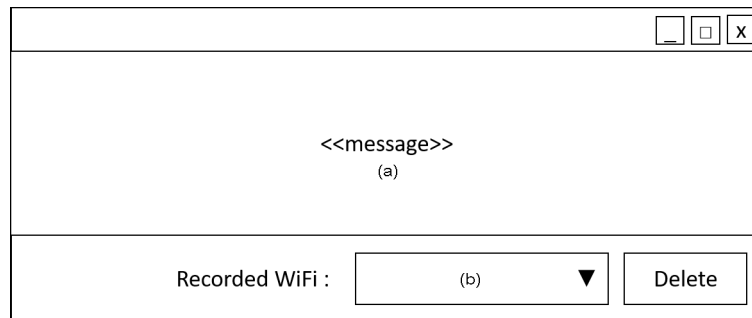 _ □ x
<<message>>
(a)
Recorded WiFi : (b) ▼ Delete